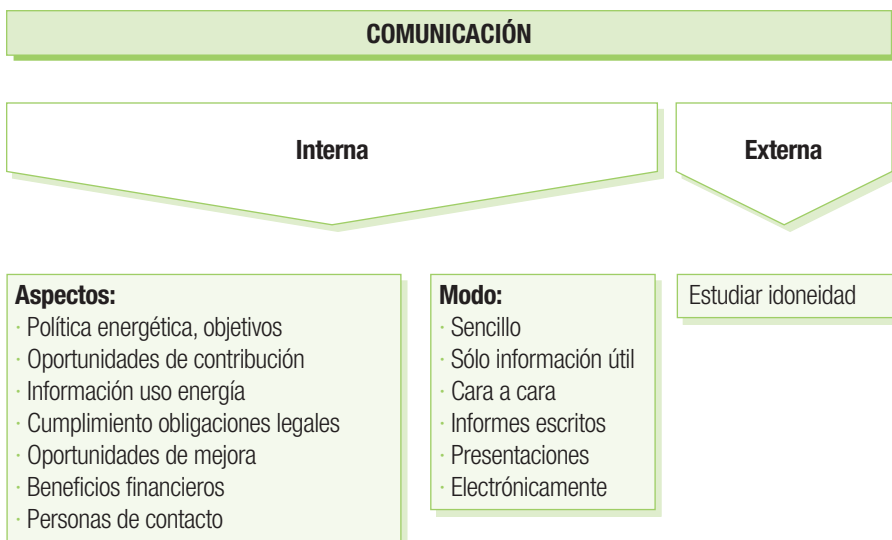 COMUNICACIÓN
Interna
Externa
Aspectos:
· Política energética, objetivos
· Oportunidades de contribución
· Información uso energía
· Cumplimiento obligaciones legales
· Oportunidades de mejora
· Beneficios financieros
· Personas de contacto
Modo:
· Sencillo
· Sólo información útil
· Cara a cara
· Informes escritos
· Presentaciones
· Electrónicamente
Estudiar idoneidad